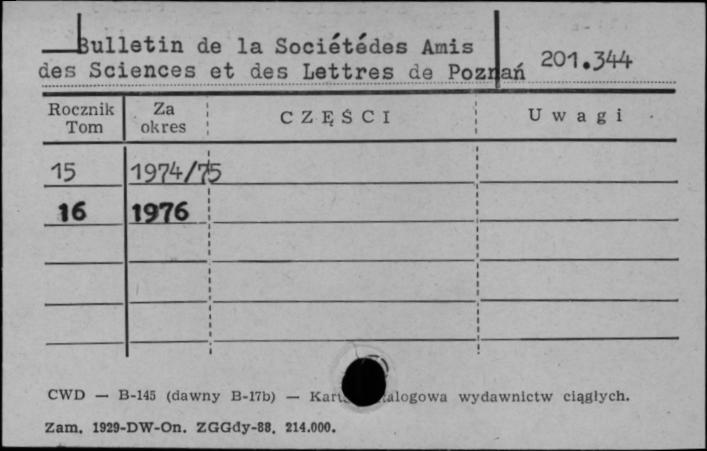 Bulletin de la Sociétédes Amis
des Sciences et des Lettres de Poznań
201.344
Rocznik Tom
Za okres
CZĘŚCI
Uwagi
15 1974/75
16 1976
CWD — B-145 (dawny B-17b) — wydawnictw ciągłych.
Zam. 1929-DW-On. ZGGdy-88, 214.000.